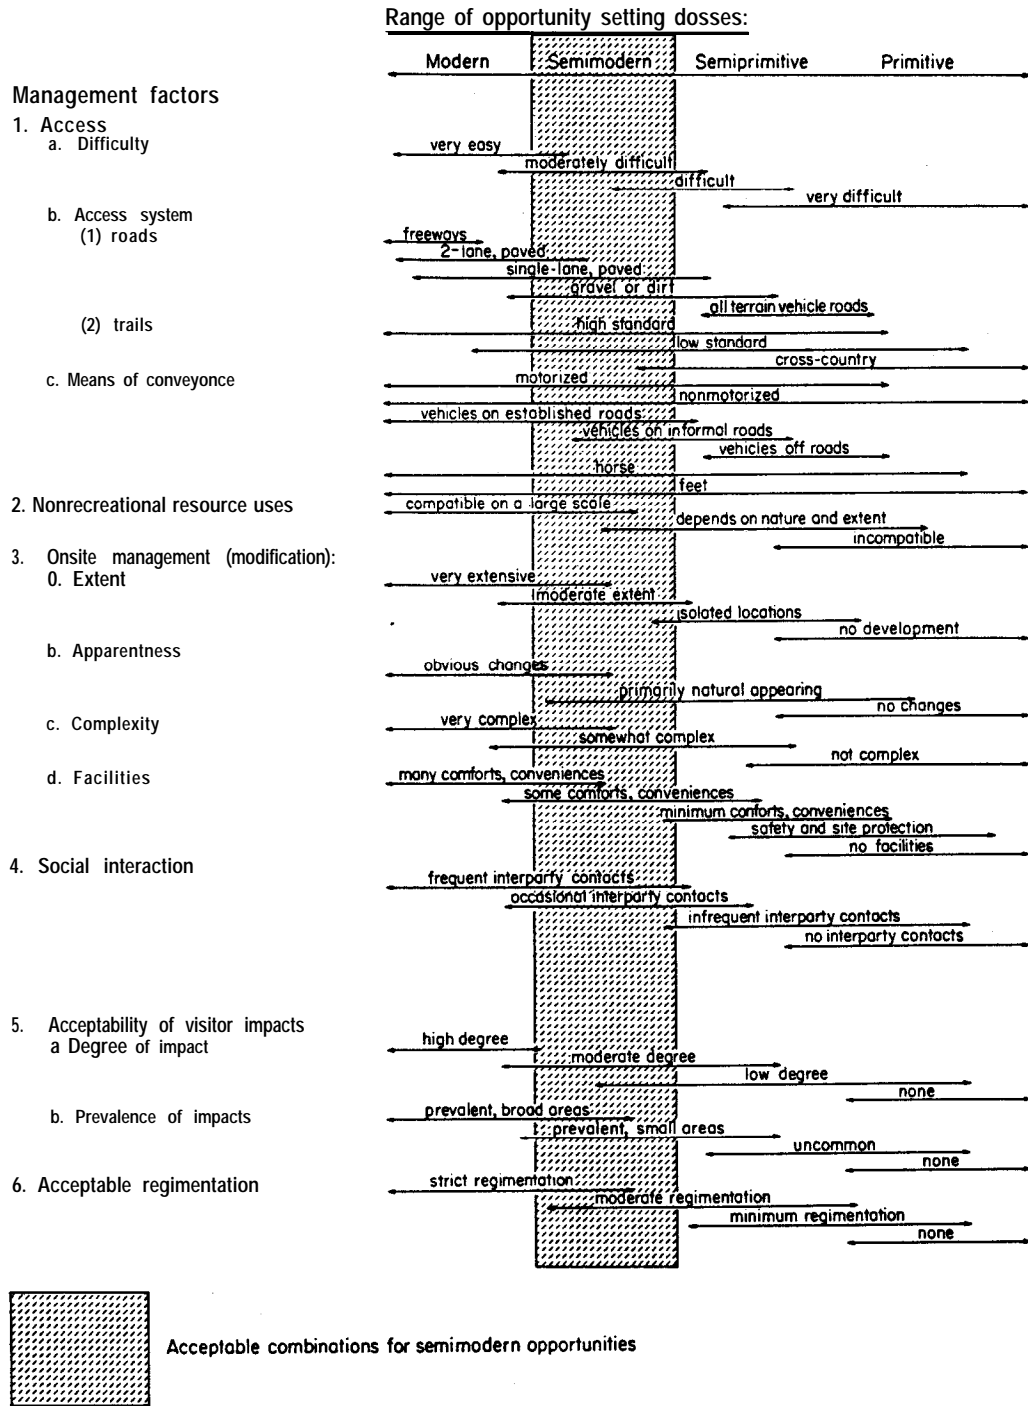 Range of opportunity setting dosses:
Modern Semimodern Semiprimitive Primitive
Management factors
1. Access
a. Difficulty
very easy
moderately difficult
difficult
very difficult
b. Access system
(1) roads
freeways
2-lane, paved
single-lane, paved
gravel or dirt
all terrain vehicle roads
(2) trails
high standard
low standard
cross-country
c. Means of conveyonce
motorized
nonmotorized
vehicles on established roads
vehicles on informal roads
vehicles off roads
horse
feet
2. Nonrecreational resource uses
compatible on a large scale
depends on nature and extent
incompatible
3. Onsite management (modification):
0. Extent
very extensive
moderate extent
isolated locations
no development
b. Apparentness
obvious changes
primarily natural appearing
no changes
c. Complexity
very complex
somewhat complex
not complex
d. Facilities
many comforts, conveniences
some comforts, conveniences
minimum conforts, conveniences
safety and site protection
no facilities
4. Social interaction
frequent interparty contacts
occasional interparty contacts
infrequent interparty contacts
no interparty contacts
5. Acceptability of visitor impacts
a Degree of impact
high degree
moderate degree
low degree
none
b. Prevalence of impacts
prevalent, broad areas
prevalent, small areas
uncommon
none
6. Acceptable regimentation
strict regimentation
moderate regimentation
minimum regimentation
none
Acceptable combinations for semimodern opportunities